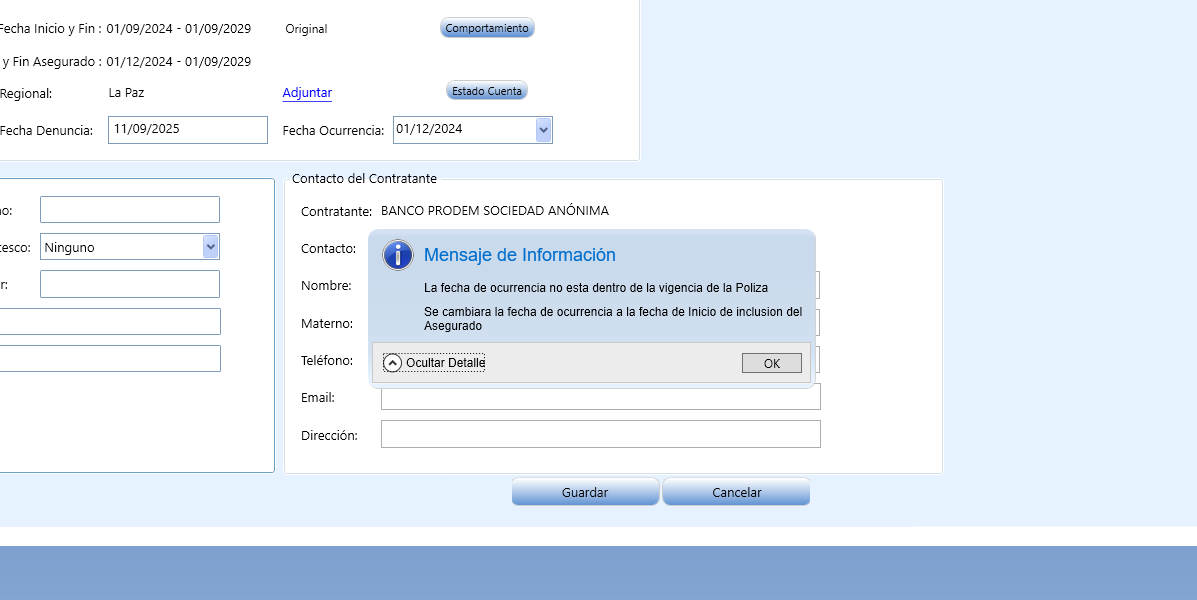 Fecha Inicio y Fin : 01/09/2024 - 01/09/2029 Original Comportamiento
y Fin Asegurado : 01/12/2024 - 01/09/2029
Regional: La Paz Adjuntar Estado Cuenta
Fecha Denuncia: 11/09/2025 Fecha Ocurrencia: 01/12/2024
Contacto del Contratante
Contratante: BANCO PRODEM SOCIEDAD ANÓNIMA
Ninguno
Contacto:
Nombre:
Materno:
Teléfono:
Email:
Dirección:
Mensaje de Información
La fecha de ocurrencia no esta dentro de la vigencia de la Poliza
Se cambiara la fecha de ocurrencia a la fecha de Inicio de inclusion del
Asegurado
Ocultar Detalle OK
Guardar Cancelar